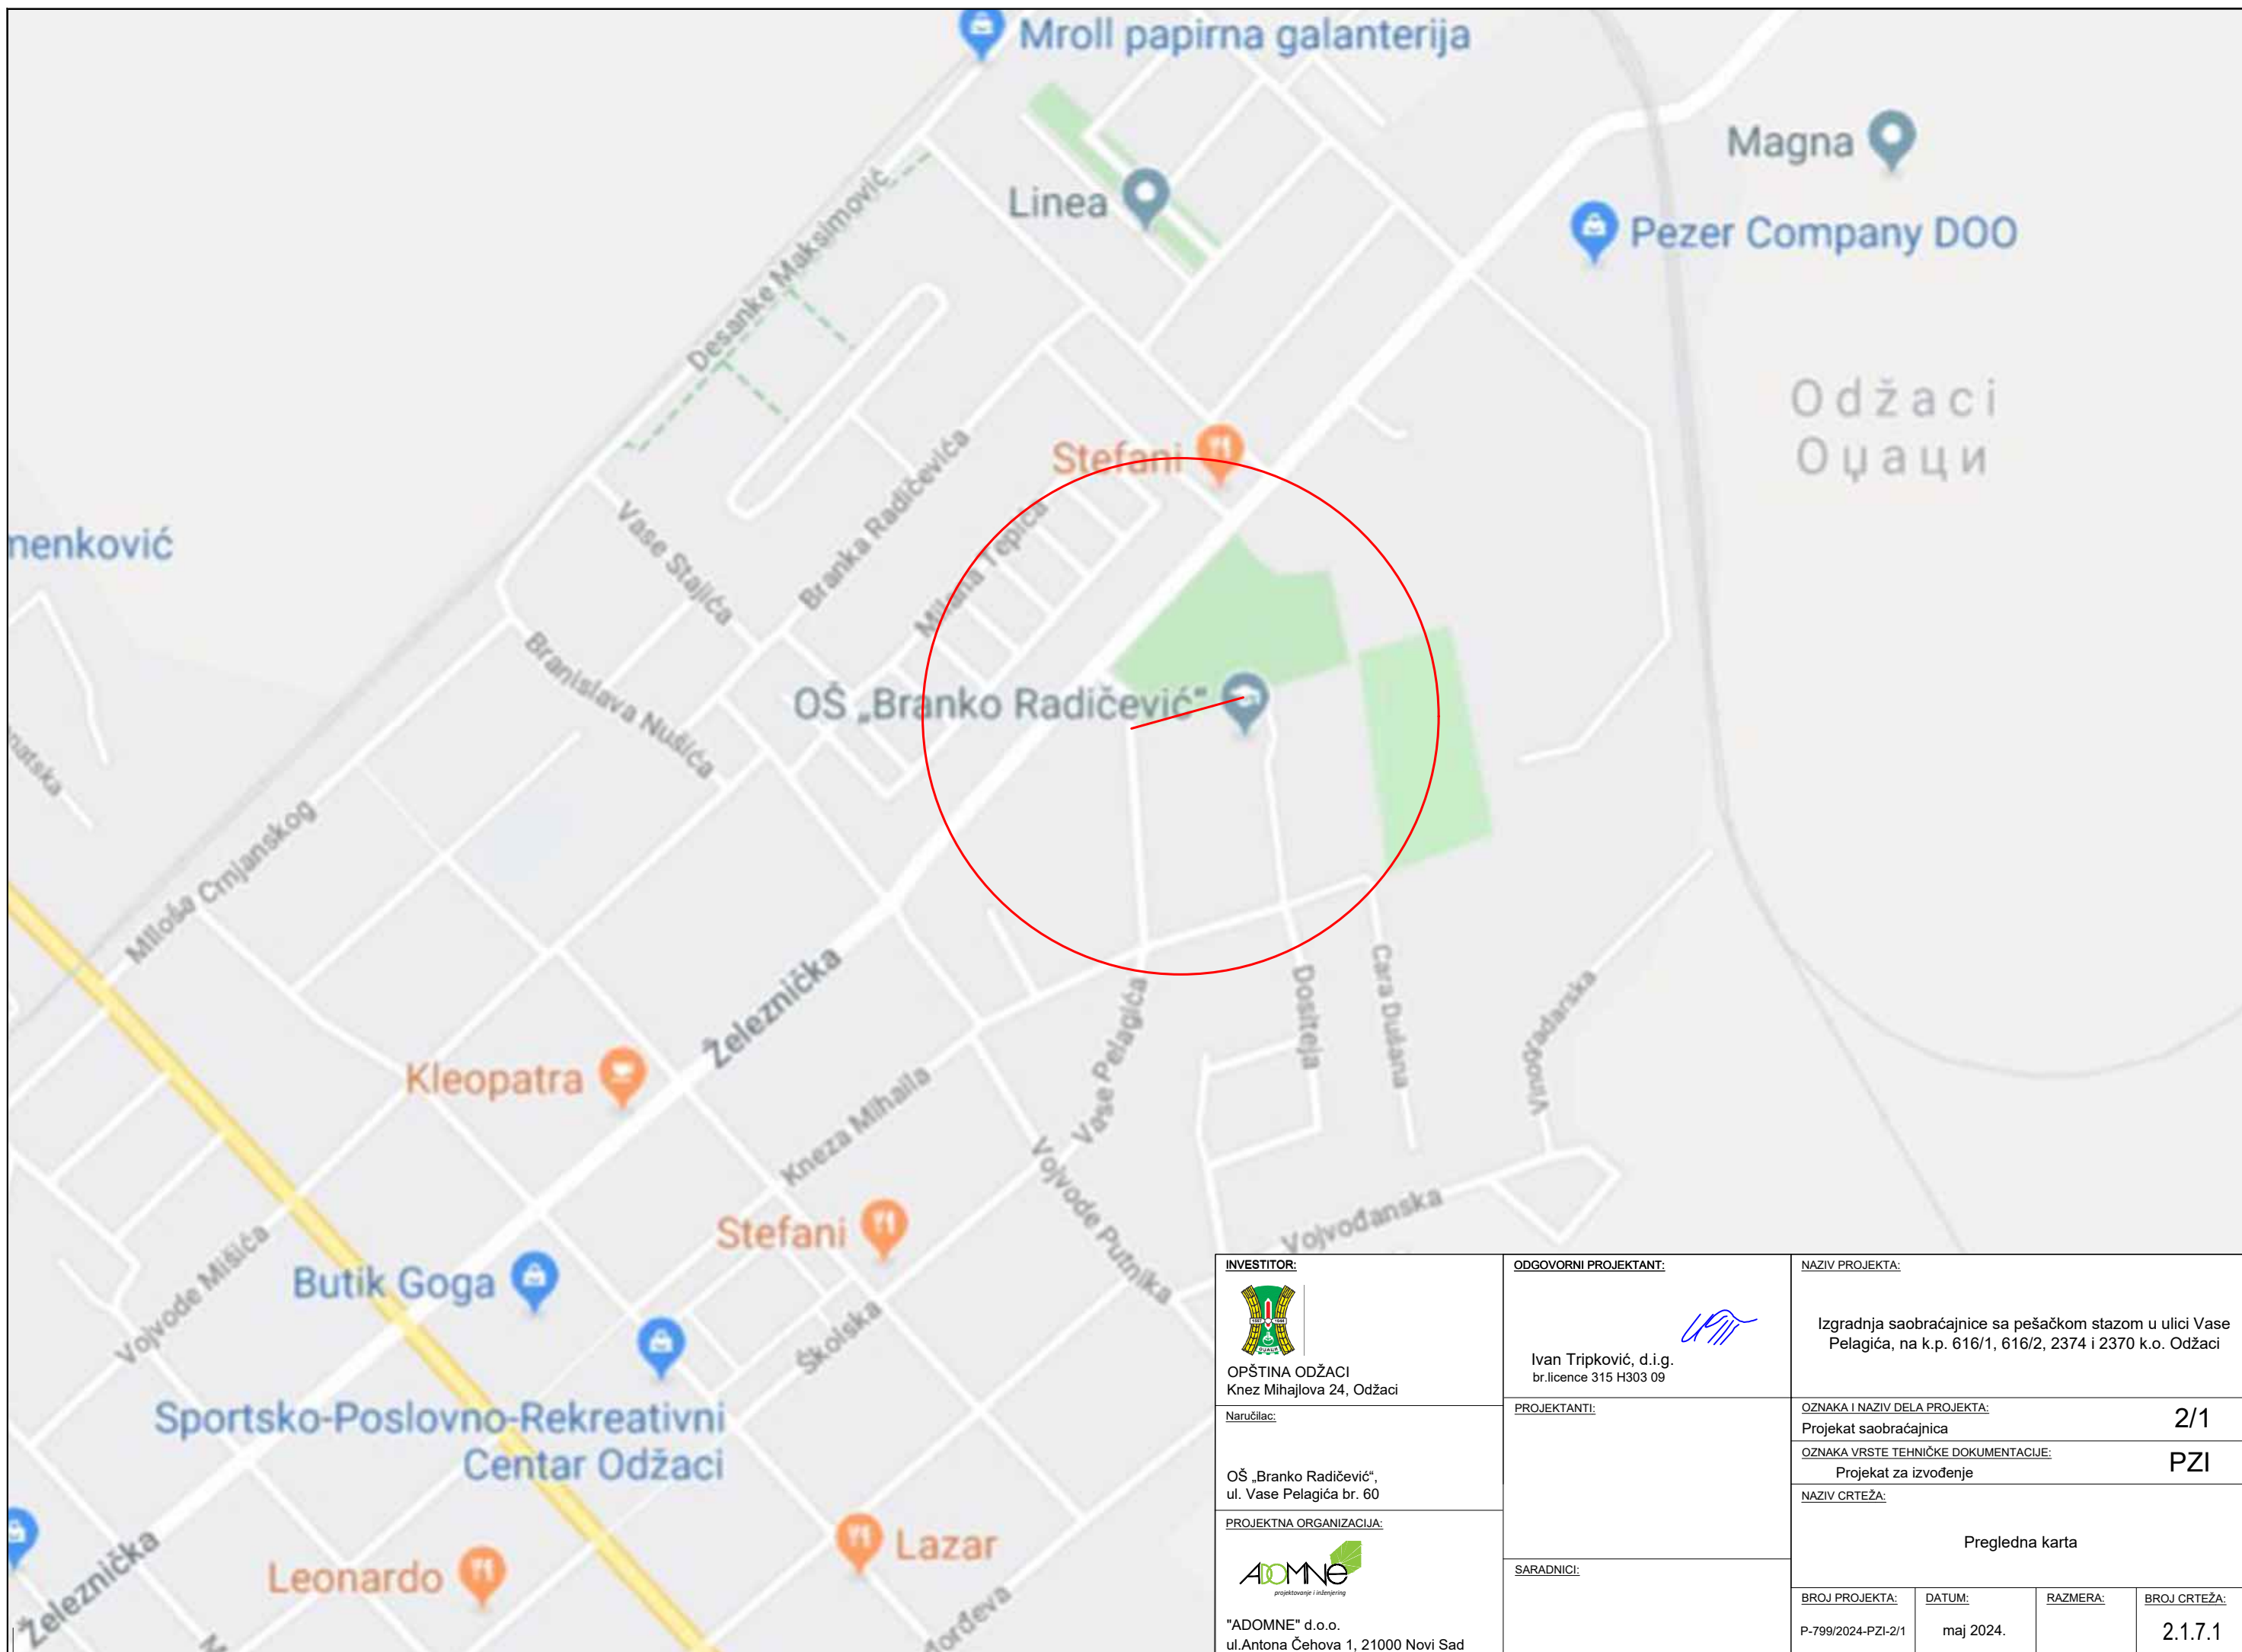 Mroll papirna galanterija
Magna
Linea
Pezer Company DOO
Desanke Maksimović
Odžaci
Оџаци
Stefani
Vase Stajića
Branka Radičevića
Milana Tepića
menković
Branislava Nušića
OŠ „Branko Radičević“
natska
Miloša Crnjanskog
Železnička
Vase Pelagića
Dositeja
Cara Dušana
Vinogradarska
Kleopatra
Kneza Mihaila
Vojvode Putnika
Vojvođanska
Stefani
Vojvode Mišića
Butik Goga
Školska
Sportsko-Poslovno-Rekreativni
Centar Odžaci
Železnička
Leonardo
Lazar
orđeva
INVESTITOR:
OPŠTINA ODŽACI
Knez Mihajlova 24, Odžaci
Naručilac:
OŠ „Branko Radičević“,
ul. Vase Pelagića br. 60
PROJEKTNA ORGANIZACIJA:
ADOMNE
projektovanje i inženjering
"ADOMNE" d.o.o.
ul.Antona Čehova 1, 21000 Novi Sad
ODGOVORNI PROJEKTANT:
Ivan Tripković, d.i.g.
br.licence 315 H303 09
PROJEKTANTI:
SARADNICI:
NAZIV PROJEKTA:
Izgradnja saobraćajnice sa pešačkom stazom u ulici Vase
Pelagića, na k.p. 616/1, 616/2, 2374 i 2370 k.o. Odžaci
OZNAKA I NAZIV DELA PROJEKTA:
Projekat saobraćajnica
2/1
OZNAKA VRSTE TEHNIČKE DOKUMENTACIJE:
Projekat za izvođenje
PZI
NAZIV CRTEŽA:
Pregledna karta
BROJ PROJEKTA:
P-799/2024-PZI-2/1
DATUM:
maj 2024.
RAZMERA:
BROJ CRTEŽA:
2.1.7.1